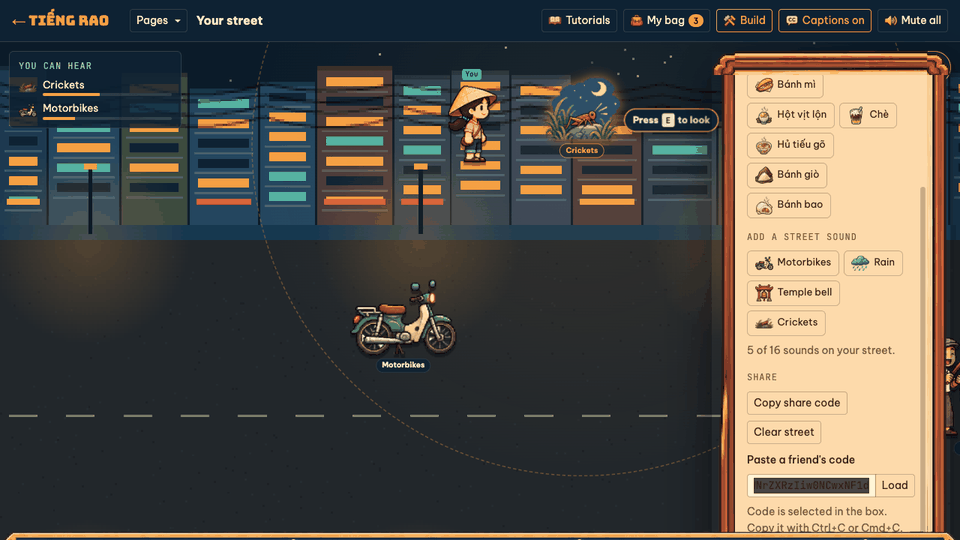 ← TIẾNG RAO
Pages
Your street
Tutorials
My bag 3
Build
Captions on
Mute all
YOU CAN HEAR
Crickets
Motorbikes
You
Press E to look
Crickets
Motorbikes
Bánh mì
Hột vịt lộn
Chè
Hủ tiếu gõ
Bánh giò
Bánh bao
ADD A STREET SOUND
Motorbikes
Rain
Temple bell
Crickets
5 of 16 sounds on your street.
SHARE
Copy share code
Clear street
Paste a friend's code
Load
Code is selected in the box.
Copy it with Ctrl+C or Cmd+C.